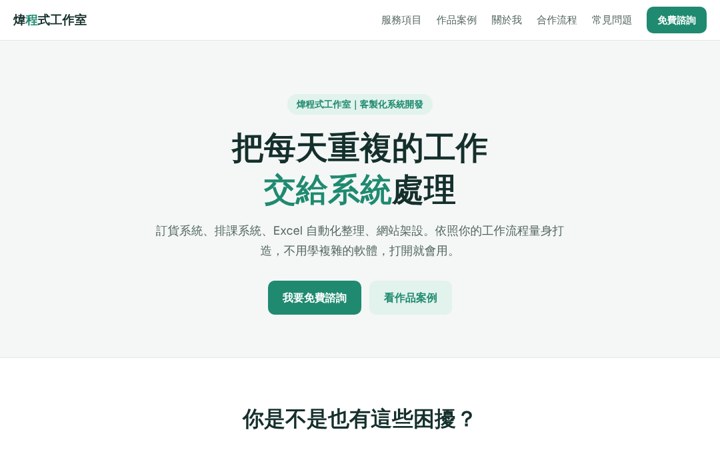 煒程式工作室
服務項目
作品案例
關於我
合作流程
常見問題
免費諮詢
煒程式工作室｜客製化系統開發
把每天重複的工作
交給系統處理
訂貨系統、排課系統、Excel 自動化整理、網站架設。依照你的工作流程量身打
造，不用學複雜的軟體，打開就會用。
我要免費諮詢
看作品案例
你是不是也有這些困擾？